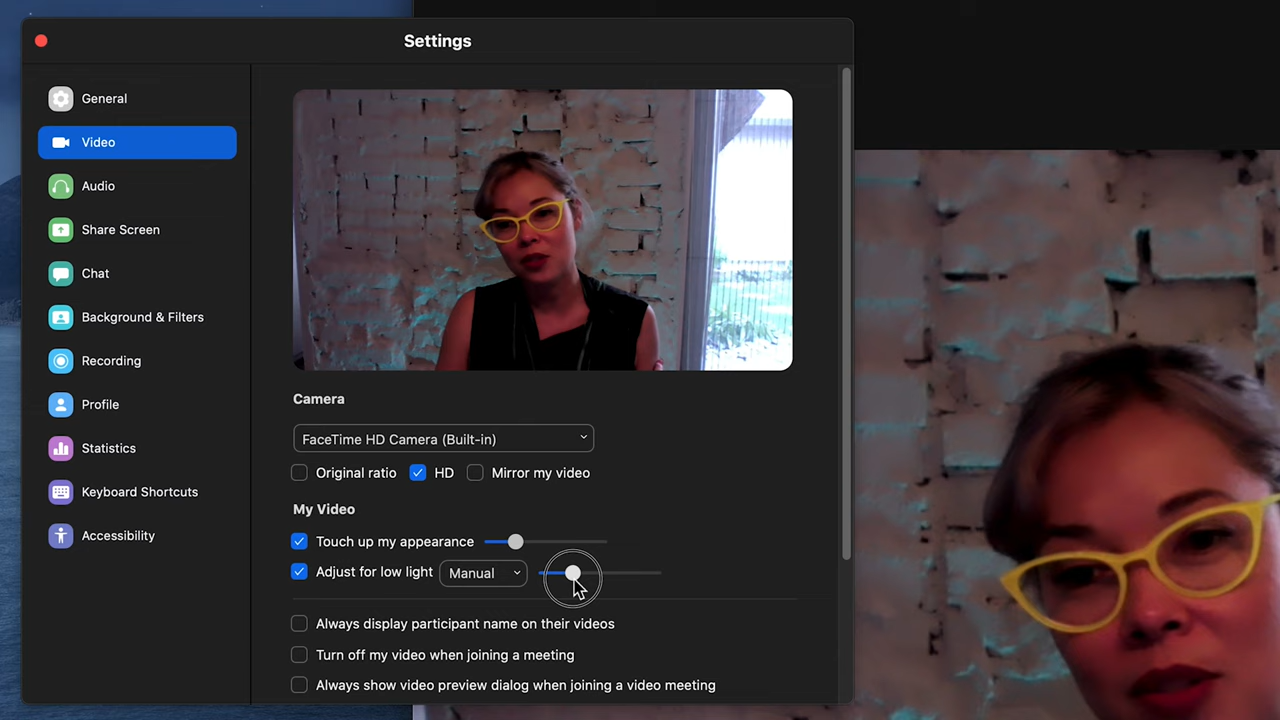 Settings
General
Video
Audio
Share Screen
Chat
Background & Filters
Recording
Profile
Statistics
Keyboard Shortcuts
Accessibility
Camera
FaceTime HD Camera (Built-in)
Original ratio HD Mirror my video
My Video
Touch up my appearance
Adjust for low light Manual
Always display participant name on their videos
Turn off my video when joining a meeting
Always show video preview dialog when joining a video meeting